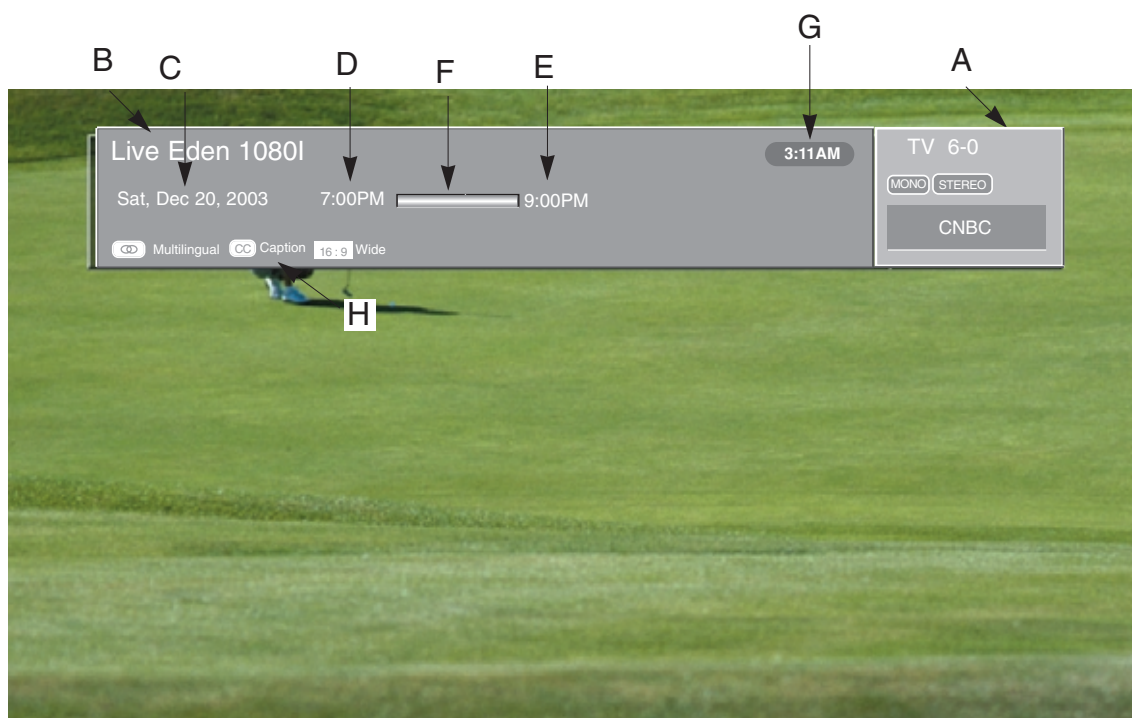 G
B C D F E A
Live Eden 1080I
3:11AM
TV 6-0
MONO STEREO
Sat, Dec 20, 2003 7:00PM 9:00PM
CNBC
Multilingual CC Caption 16:9 Wide
H